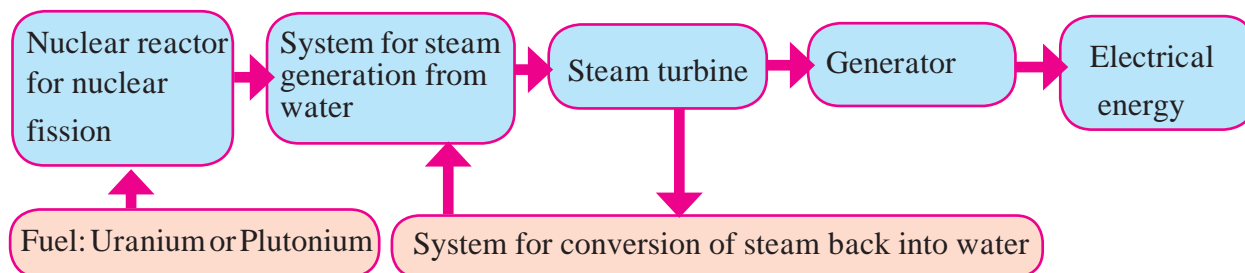 Nuclear reactor
for nuclear
fission
System for steam
generation from
water
Steam turbine
Generator
Electrical
energy
Fuel: Uranium or Plutonium
System for conversion of steam back into water